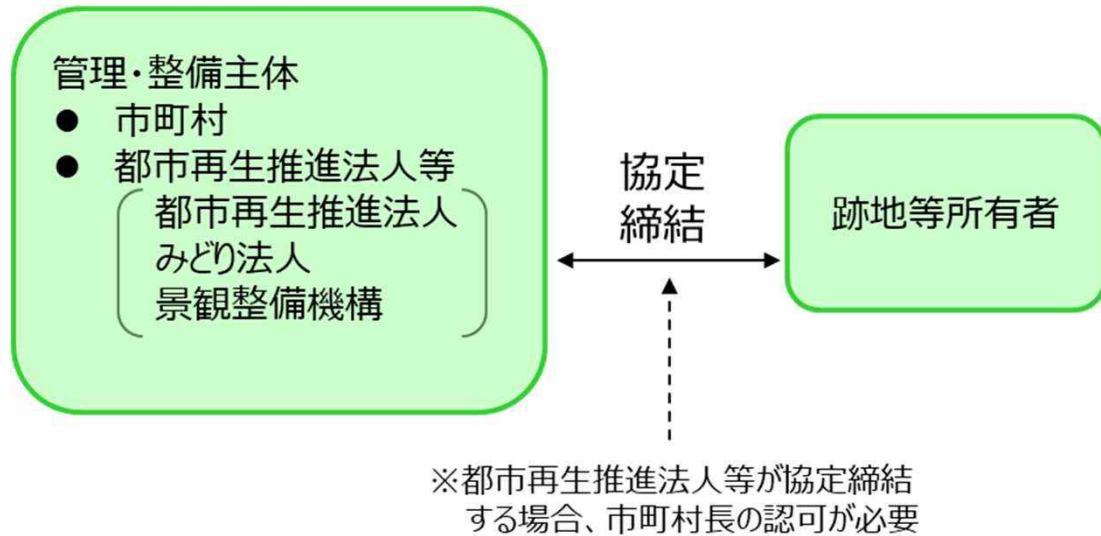 管理・整備主体
● 市町村
● 都市再生推進法人等
都市再生推進法人
みどり法人
景観整備機構
協定
締結
跡地等所有者
※都市再生推進法人等が協定締結
する場合、市町村長の認可が必要